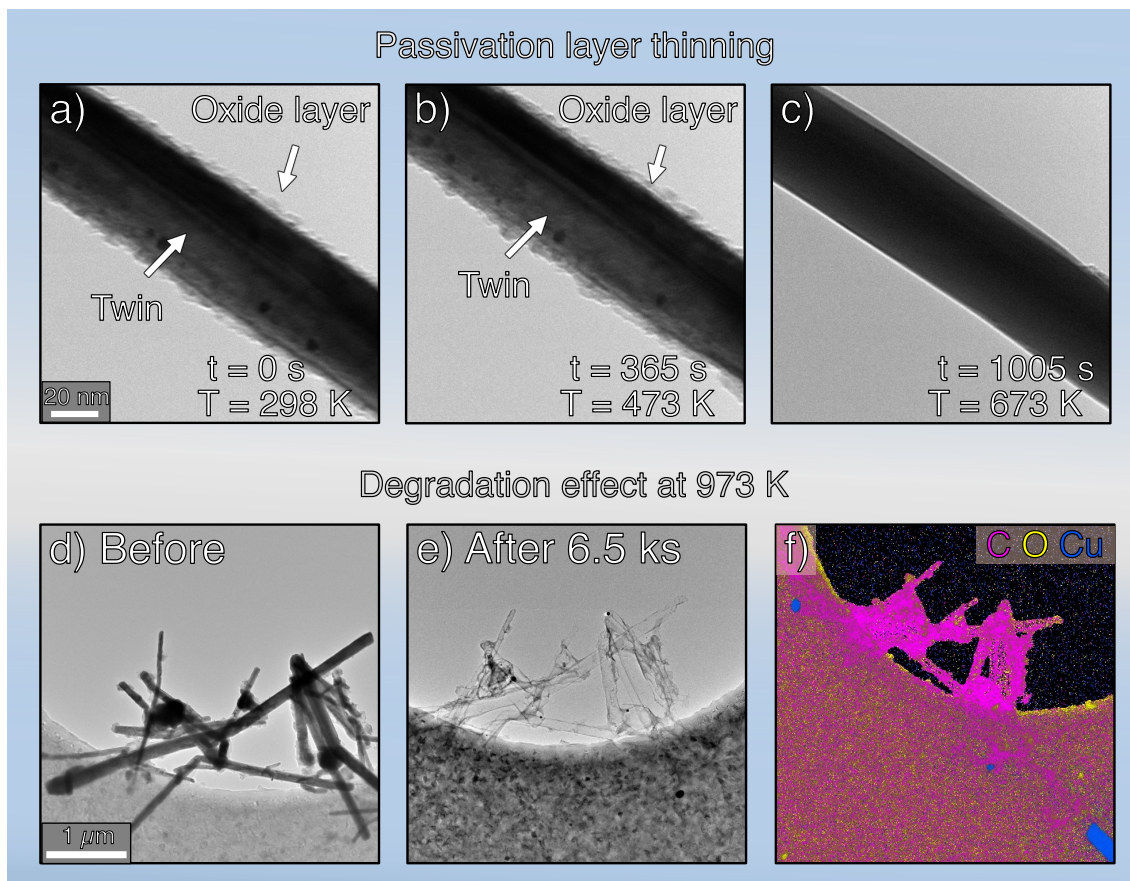 Passivation layer thinning
a)
Oxide layer
Twin
t = 0 s
T = 298 K
20 nm
b)
Oxide layer
Twin
t = 365 s
T = 473 K
c)
t = 1005 s
T = 673 K
Degradation effect at 973 K
d) Before
1 μm
e) After 6.5 ks
f)
C O Cu